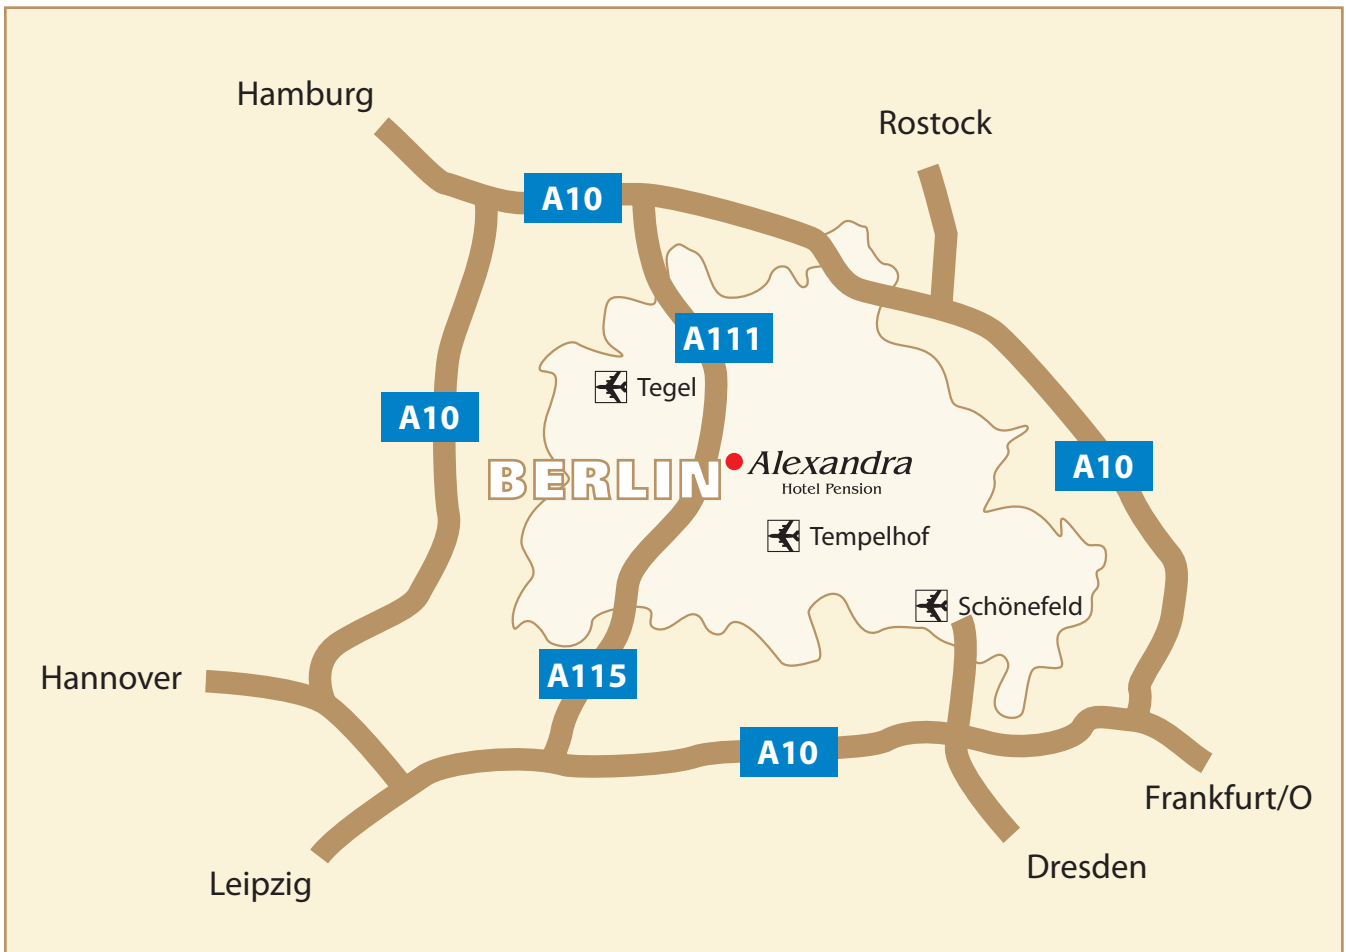 Hamburg
Rostock
A10
A111
Tegel
A10
A10
BERLIN
Alexandra
Hotel Pension
Tempelhof
Schönefeld
A115
Hannover
A10
Frankfurt/O
Dresden
Leipzig